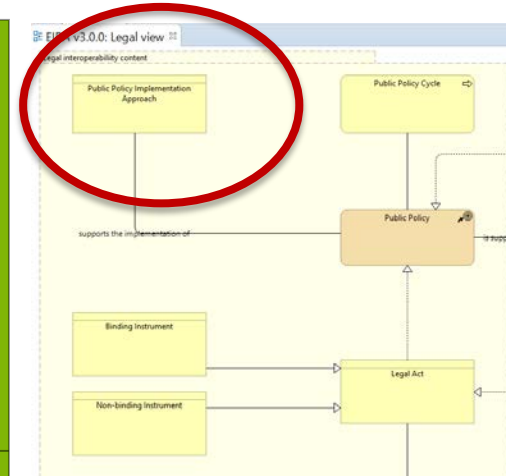 v3.0.0: Legal view
legal interoperability content
Public Policy Implementation
Approach
Public Policy Cycle
Public Policy
supports the implementation of
Binding Instrument
Legal Act
Non-binding Instrument